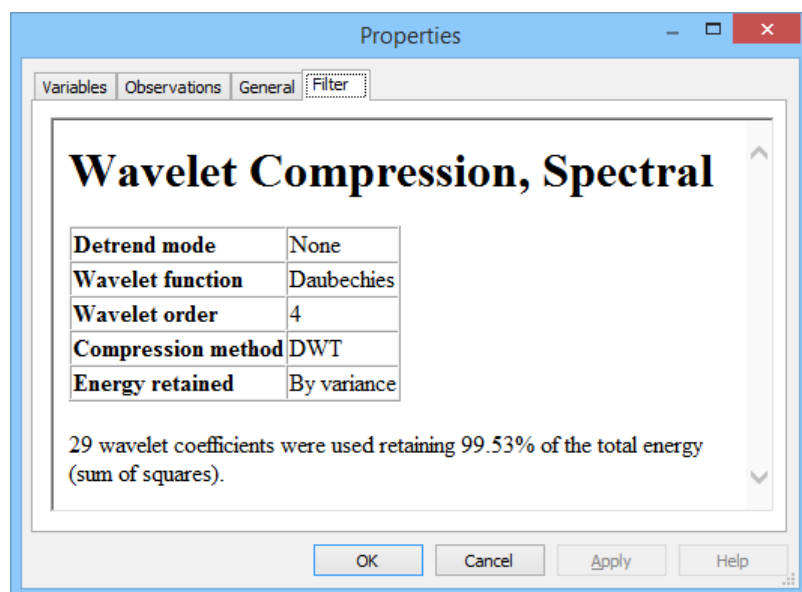 Properties
Variables Observations General Filter
Wavelet Compression, Spectral
Detrend mode None
Wavelet function Daubechies
Wavelet order 4
Compression method DWT
Energy retained By variance
29 wavelet coefficients were used retaining 99.53% of the total energy
(sum of squares).
OK Cancel Apply Help